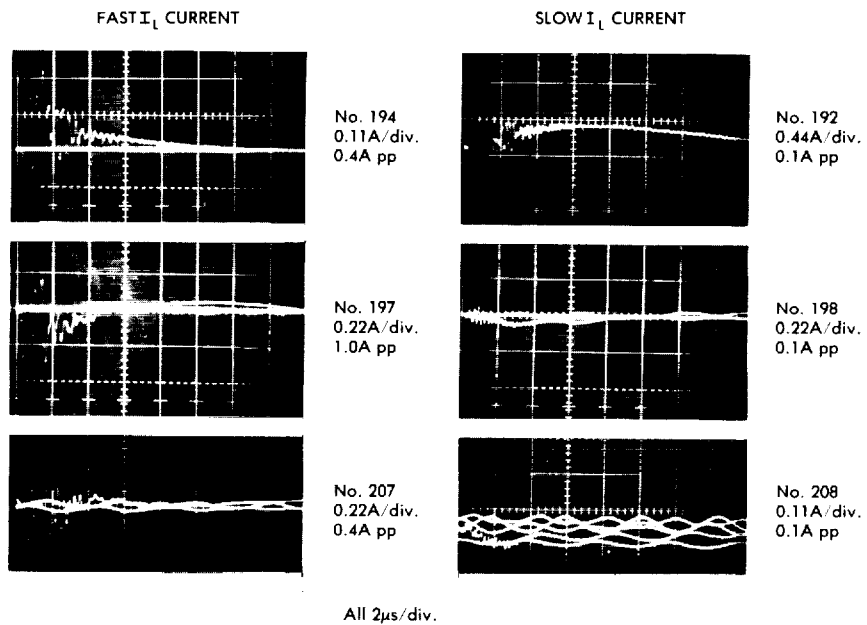 FAST I_L CURRENT
SLOW I_L CURRENT
No. 194
0.11A/div.
0.4A pp
No. 192
0.44A/div.
0.1A pp
No. 197
0.22A/div.
1.0A pp
No. 198
0.22A/div.
0.1A pp
No. 207
0.22A/div.
0.4A pp
No. 208
0.11A/div.
0.1A pp
All 2µs/div.